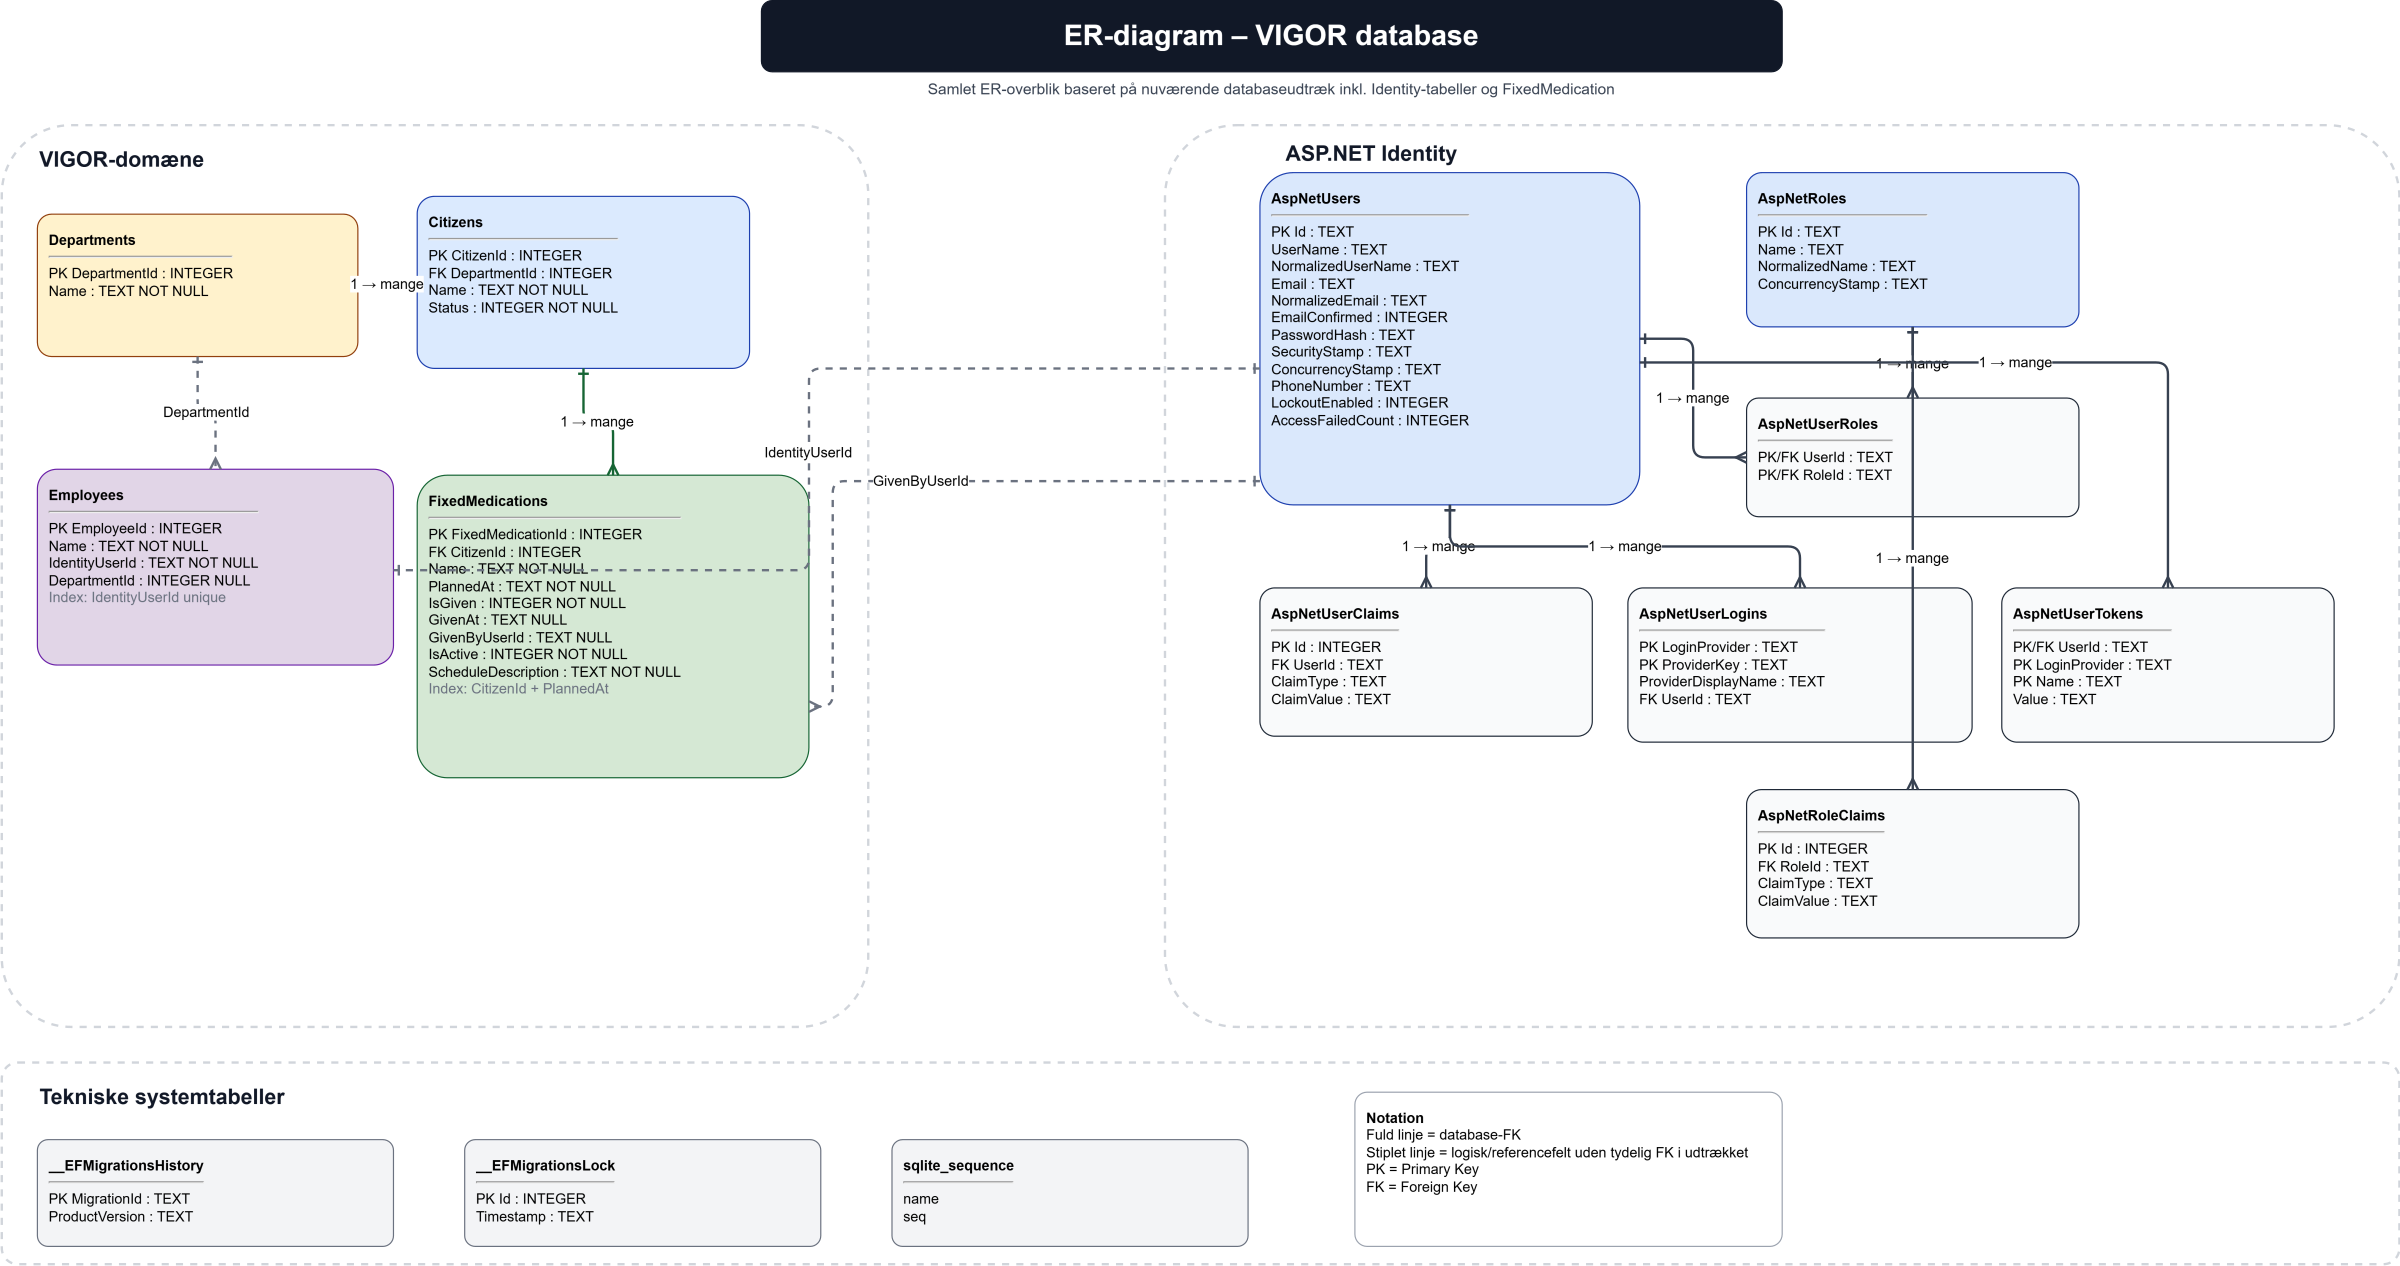 ER-diagram – VIGOR database
Samlet ER-overblik baseret på nuværende databaseudtræk inkl. Identity-tabeller og FixedMedication
VIGOR-domæne
Departments
PK DepartmentId : INTEGER
Name : TEXT NOT NULL
1 → mange
Citizens
PK CitizenId : INTEGER
FK DepartmentId : INTEGER
Name : TEXT NOT NULL
Status : INTEGER NOT NULL
DepartmentId
1 → mange
Employees
PK EmployeeId : INTEGER
Name : TEXT NOT NULL
IdentityUserId : TEXT NOT NULL
DepartmentId : INTEGER NULL
Index: IdentityUserId unique
FixedMedications
PK FixedMedicationId : INTEGER
FK CitizenId : INTEGER
Name : TEXT NOT NULL
PlannedAt : TEXT NOT NULL
IsGiven : INTEGER NOT NULL
GivenAt : TEXT NULL
GivenByUserId : TEXT NULL
IsActive : INTEGER NOT NULL
ScheduleDescription : TEXT NOT NULL
Index: CitizenId + PlannedAt
IdentityUserId
GivenByUserId
ASP.NET Identity
AspNetUsers
PK Id : TEXT
UserName : TEXT
NormalizedUserName : TEXT
Email : TEXT
NormalizedEmail : TEXT
EmailConfirmed : INTEGER
PasswordHash : TEXT
SecurityStamp : TEXT
ConcurrencyStamp : TEXT
PhoneNumber : TEXT
LockoutEnabled : INTEGER
AccessFailedCount : INTEGER
AspNetRoles
PK Id : TEXT
Name : TEXT
NormalizedName : TEXT
ConcurrencyStamp : TEXT
1 → mange
1 → mange
1 → mange
AspNetUserRoles
PK/FK UserId : TEXT
PK/FK RoleId : TEXT
1 → mange
1 → mange
1 → mange
AspNetUserClaims
PK Id : INTEGER
FK UserId : TEXT
ClaimType : TEXT
ClaimValue : TEXT
AspNetUserLogins
PK LoginProvider : TEXT
PK ProviderKey : TEXT
ProviderDisplayName : TEXT
FK UserId : TEXT
AspNetUserTokens
PK/FK UserId : TEXT
PK LoginProvider : TEXT
PK Name : TEXT
Value : TEXT
AspNetRoleClaims
PK Id : INTEGER
FK RoleId : TEXT
ClaimType : TEXT
ClaimValue : TEXT
Tekniske systemtabeller
__EFMigrationsHistory
PK MigrationId : TEXT
ProductVersion : TEXT
__EFMigrationsLock
PK Id : INTEGER
Timestamp : TEXT
sqlite_sequence
name
seq
Notation
Fuld linje = database-FK
Stiplet linje = logisk/referencefelt uden tydelig FK i udtrækket
PK = Primary Key
FK = Foreign Key